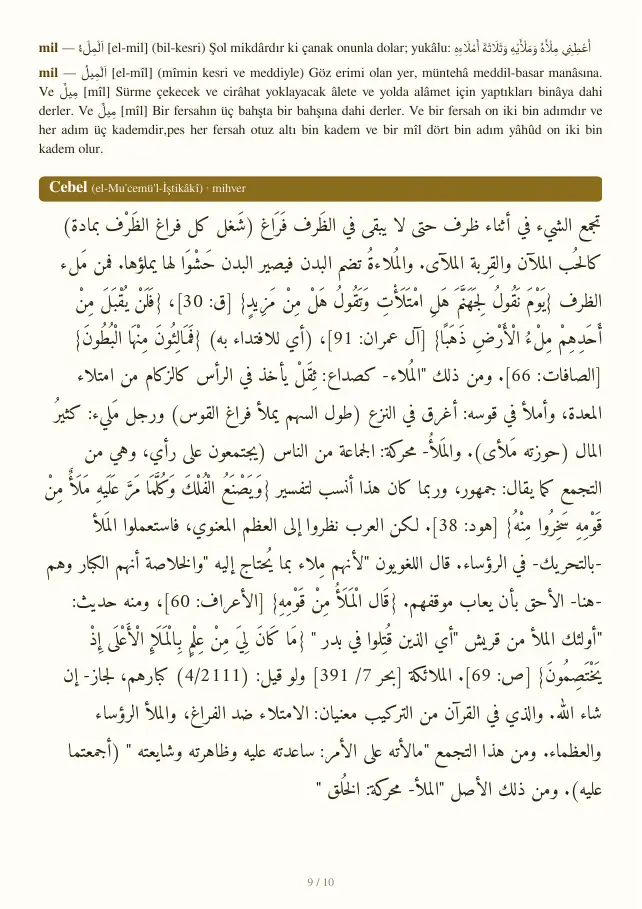 mil — اَلْمِلْءُ [el-mil] (bil-kesri) Şol mikdârdır ki çanak onunla dolar; yukâlu: أَعْطِنِي مِلْأَهُ وَمَلْأَيْهِ وَثَلَاثَةَ أَمْلَاءِهِ
mil — اَلْمِيلُ [el-mîl] (mîmin kesri ve meddiyle) Göz erimi olan yer, müntehâ meddil-basar manâsına.
Ve مِيلٌ [mîl] Sürme çekecek ve cirâhat yoklayacak âlete ve yolda alâmet için yaptıkları binâya dahi
derler. Ve مِيلٌ [mîl] Bir fersahın üç bahşta bir bahşına dahi derler. Ve bir fersah on iki bin adımdır ve
her adım üç kademdir,pes her fersah otuz altı bin kadem ve bir mîl dört bin adım yâhûd on iki bin
kadem olur.
Cebel (el-Mu'cemü'l-İştikâkî) · mihver
تجمع الشيء في أثناء ظرف حتى لا يبقى في الظَرف فَرَاغ (شَغل كل فراغ الظَرْف بمادة)
كالحُب الملآن والقِربة الملآى. والمُلاءةُ تضم البدن فيصير البدن حَشْوَا لها يملؤها. فمن مَلء
الظرف {يَوْمَ نَقُولُ لِجَهَنَّمَ هَلِ امْتَلَأْتِ وَتَقُولُ هَلْ مِنْ مَزِيدٍ} [ق: 30]، {فَلَنْ يُقْبَلَ مِنْ
أَحَدِهِمْ مِلْءُ الْأَرْضِ ذَهَبًا} [آل عمران: 91]، (أي للافتداء به) {فَمَالِئُونَ مِنْهَا الْبُطُونَ}
[الصافات: 66]. ومن ذلك "المُلاء- كصداع: ثِقَلْ يأخذ في الرأس كالزكام من امتلاء
المعدة، وأملأ في قوسه: أغرق في النزع (طول السهم يملأ فراغ القوس) ورجل مَليء: كثيرُ
المال (حوزته مَلأى). والمَلأُ- محركة: الجماعة من الناس (يجتمعون على رأي، وهي من
التجمع كما يقال: جمهور، وربما كان هذا أنسب لتفسير {وَيَصْنَعُ الْفُلْكَ وَكُلَّمَا مَرَّ عَلَيْهِ مَلَأٌ مِنْ
قَوْمِهِ سَخِرُوا مِنْهُ} [هود: 38]. لكن العرب نظروا إلى العظم المعنوي، فاستعملوا المَلأ
-بالتحريك- في الرؤساء. قال اللغويون "لأنهم مِلاء بما يُحتاج إليه "والخلاصة أنهم الكبار وهم
-هنا- الأحق بأن يعاب موقفهم. {قَال الْمَلَأُ مِنْ قَوْمِهِ} [الأعراف: 60]، ومنه حديث:
"أولئك الملأ من قريش "أي الذين قُتِلوا في بدر " {مَا كَانَ لِيَ مِنْ عِلْمٍ بِالْمَلَإِ الْأَعْلَى إِذْ
يَخْتَصِمُونَ} [ص: 69]. الملائكة [بحر 7/ 391] ولو قيل: (4/2111) كبارهم، لجاز- إن
شاء الله. والذي في القرآن من التركيب معنيان: الامتلاء ضد الفراغ، والملأ الرؤساء
والعظماء. ومن هذا التجمع "مالأته على الأمر: ساعدته عليه وظاهرته وشايعته " (أجمعتما
عليه). ومن ذلك الأصل "الملأ- محركة: الخُلق "
9 / 10